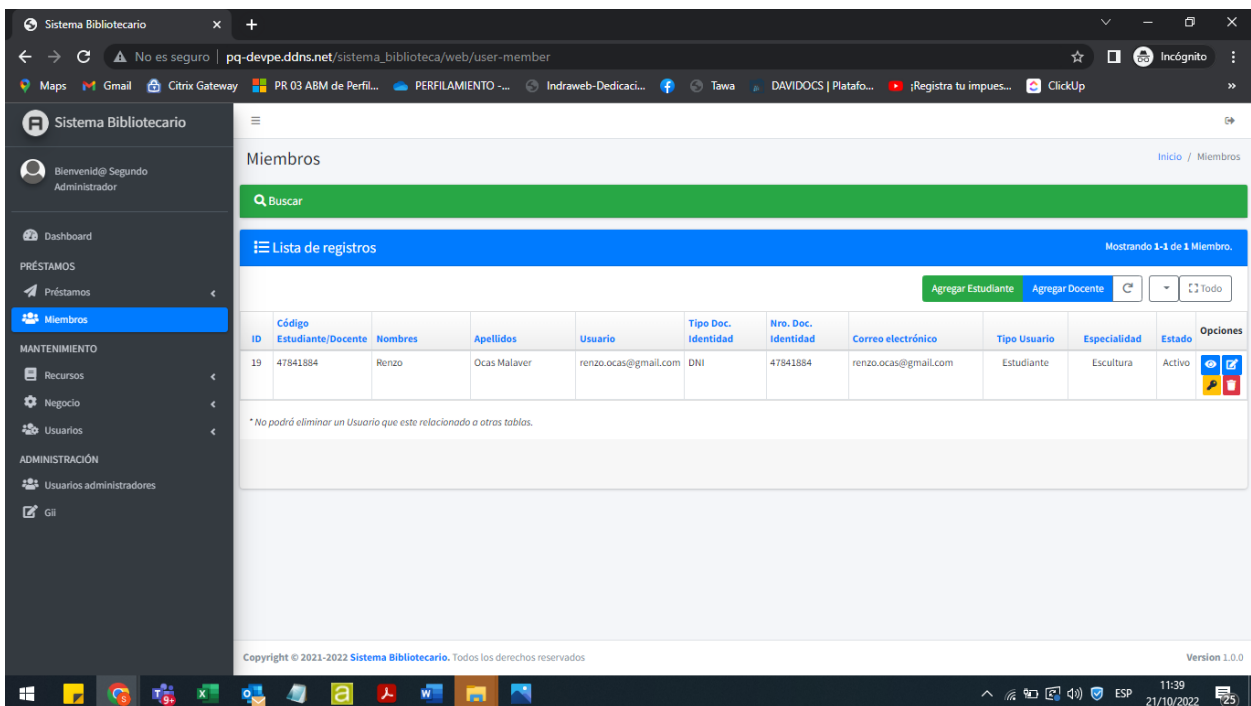 Sistema Bibliotecario
No es seguro pq-devpe.ddns.net/sistema_biblioteca/web/user-member
Incógnito
Maps Gmail Citrix Gateway PR 03 ABM de Perfil... PERFILAMIENTO -... Indraweb-Dedicaci... Tawa DAVIDOCS | Platafo... ¡Registra tu impues... ClickUp »
Sistema Bibliotecario
Bienvenid@ Segundo
Administrador
Dashboard
PRÉSTAMOS
Préstamos
Miembros
MANTENIMIENTO
Recursos
Negocio
Usuarios
ADMINISTRACIÓN
Usuarios administradores
Gii
Miembros
Inicio / Miembros
Buscar
Lista de registros
Mostrando 1-1 de 1 Miembro.
Agregar Estudiante Agregar Docente Todo
ID Código Estudiante/Docente Nombres Apellidos Usuario Tipo Doc. Identidad Nro. Doc. Identidad Correo electrónico Tipo Usuario Especialidad Estado Opciones
19 47841884 Renzo Ocas Malaver renzo.ocas@gmail.com DNI 47841884 renzo.ocas@gmail.com Estudiante Escultura Activo
* No podrá eliminar un Usuario que este relacionado a otras tablas.
Copyright © 2021-2022 Sistema Bibliotecario. Todos los derechos reservados
Version 1.0.0
ESP
11:39
21/10/2022
25